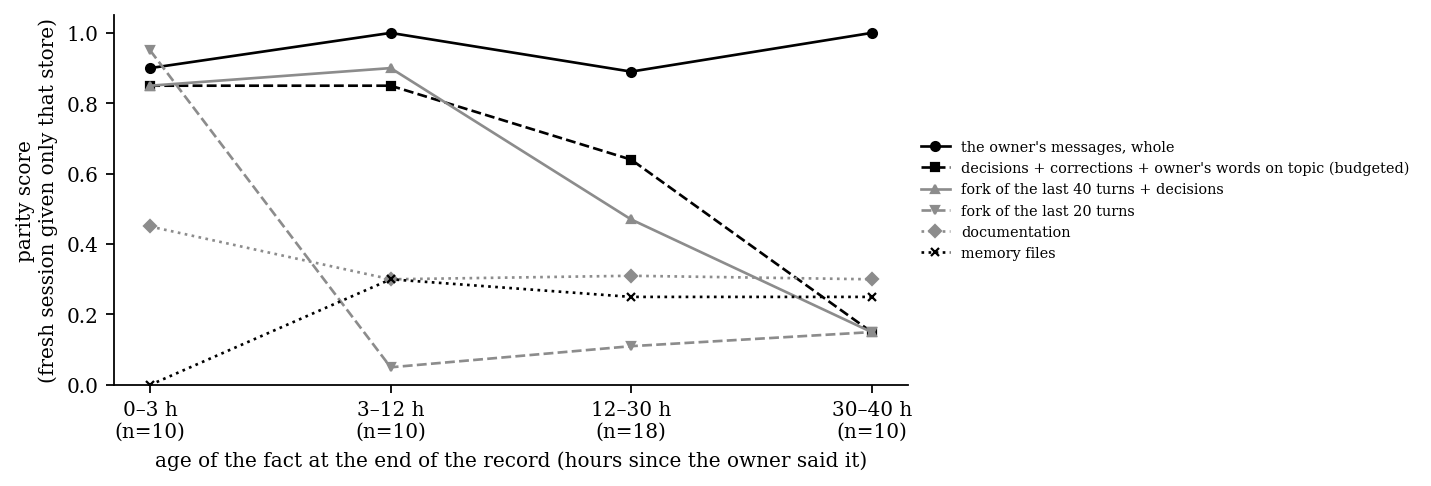 parity score
(fresh session given only that store)
1.0
0.8
0.6
0.4
0.2
0.0
0–3 h
(n=10)
3–12 h
(n=10)
12–30 h
(n=18)
30–40 h
(n=10)
age of the fact at the end of the record (hours since the owner said it)
the owner's messages, whole
decisions + corrections + owner's words on topic (budgeted)
fork of the last 40 turns + decisions
fork of the last 20 turns
documentation
memory files